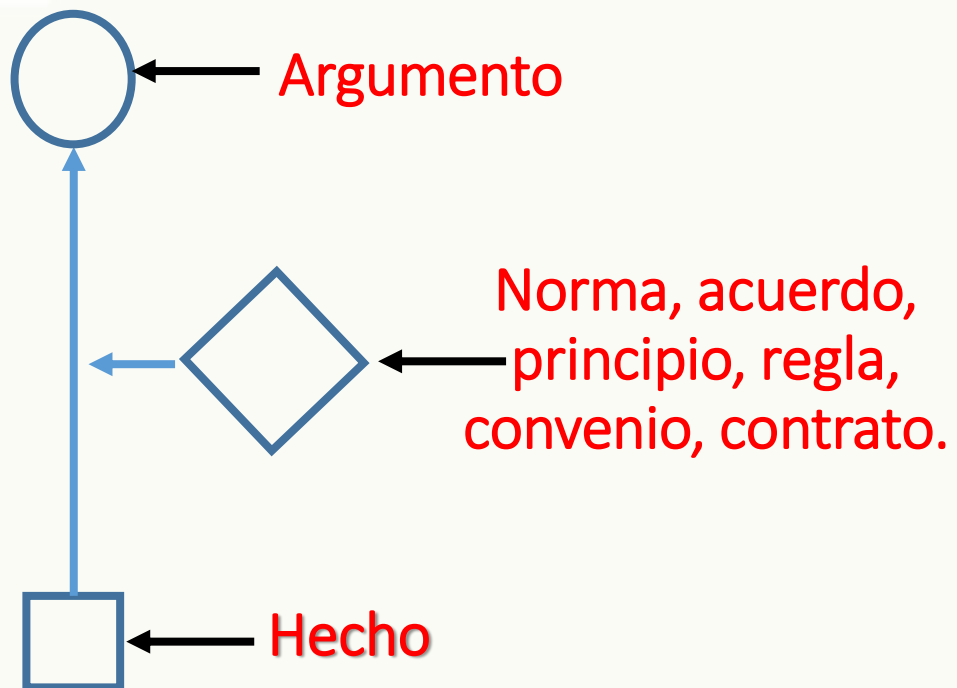 Argumento
Norma, acuerdo,
principio, regla,
convenio, contrato.
Hecho